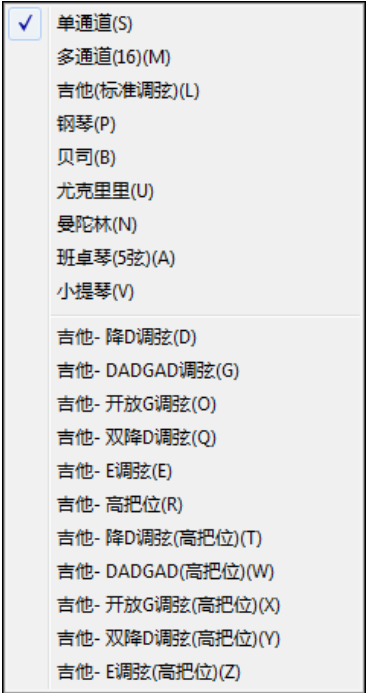 单通道(S)
多通道(16)(M)
吉他(标准调弦)(L)
钢琴(P)
贝司(B)
尤克里里(U)
曼陀林(N)
班卓琴(5弦)(A)
小提琴(V)
吉他- 降D调弦(D)
吉他- DADGAD调弦(G)
吉他- 开放G调弦(O)
吉他- 双降D调弦(Q)
吉他- E调弦(E)
吉他- 高把位(R)
吉他- 降D调弦(高把位)(T)
吉他- DADGAD(高把位)(W)
吉他- 开放G调弦(高把位)(X)
吉他- 双降D调弦(高把位)(Y)
吉他- E调弦(高把位)(Z)